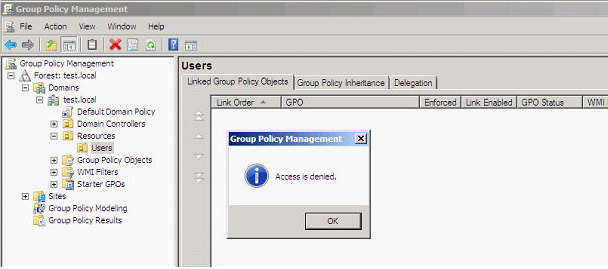 Group Policy Management
File Action View Window Help
Group Policy Management
Forest: test.local
Domains
test.local
Default Domain Policy
Domain Controllers
Resources
Users
Group Policy Objects
WMI Filters
Starter GPOs
Sites
Group Policy Modeling
Group Policy Results
Users
Linked Group Policy Objects Group Policy Inheritance Delegation
Link Order GPO Enforced Link Enabled GPO Status WMI
Group Policy Management
Access is denied.
OK